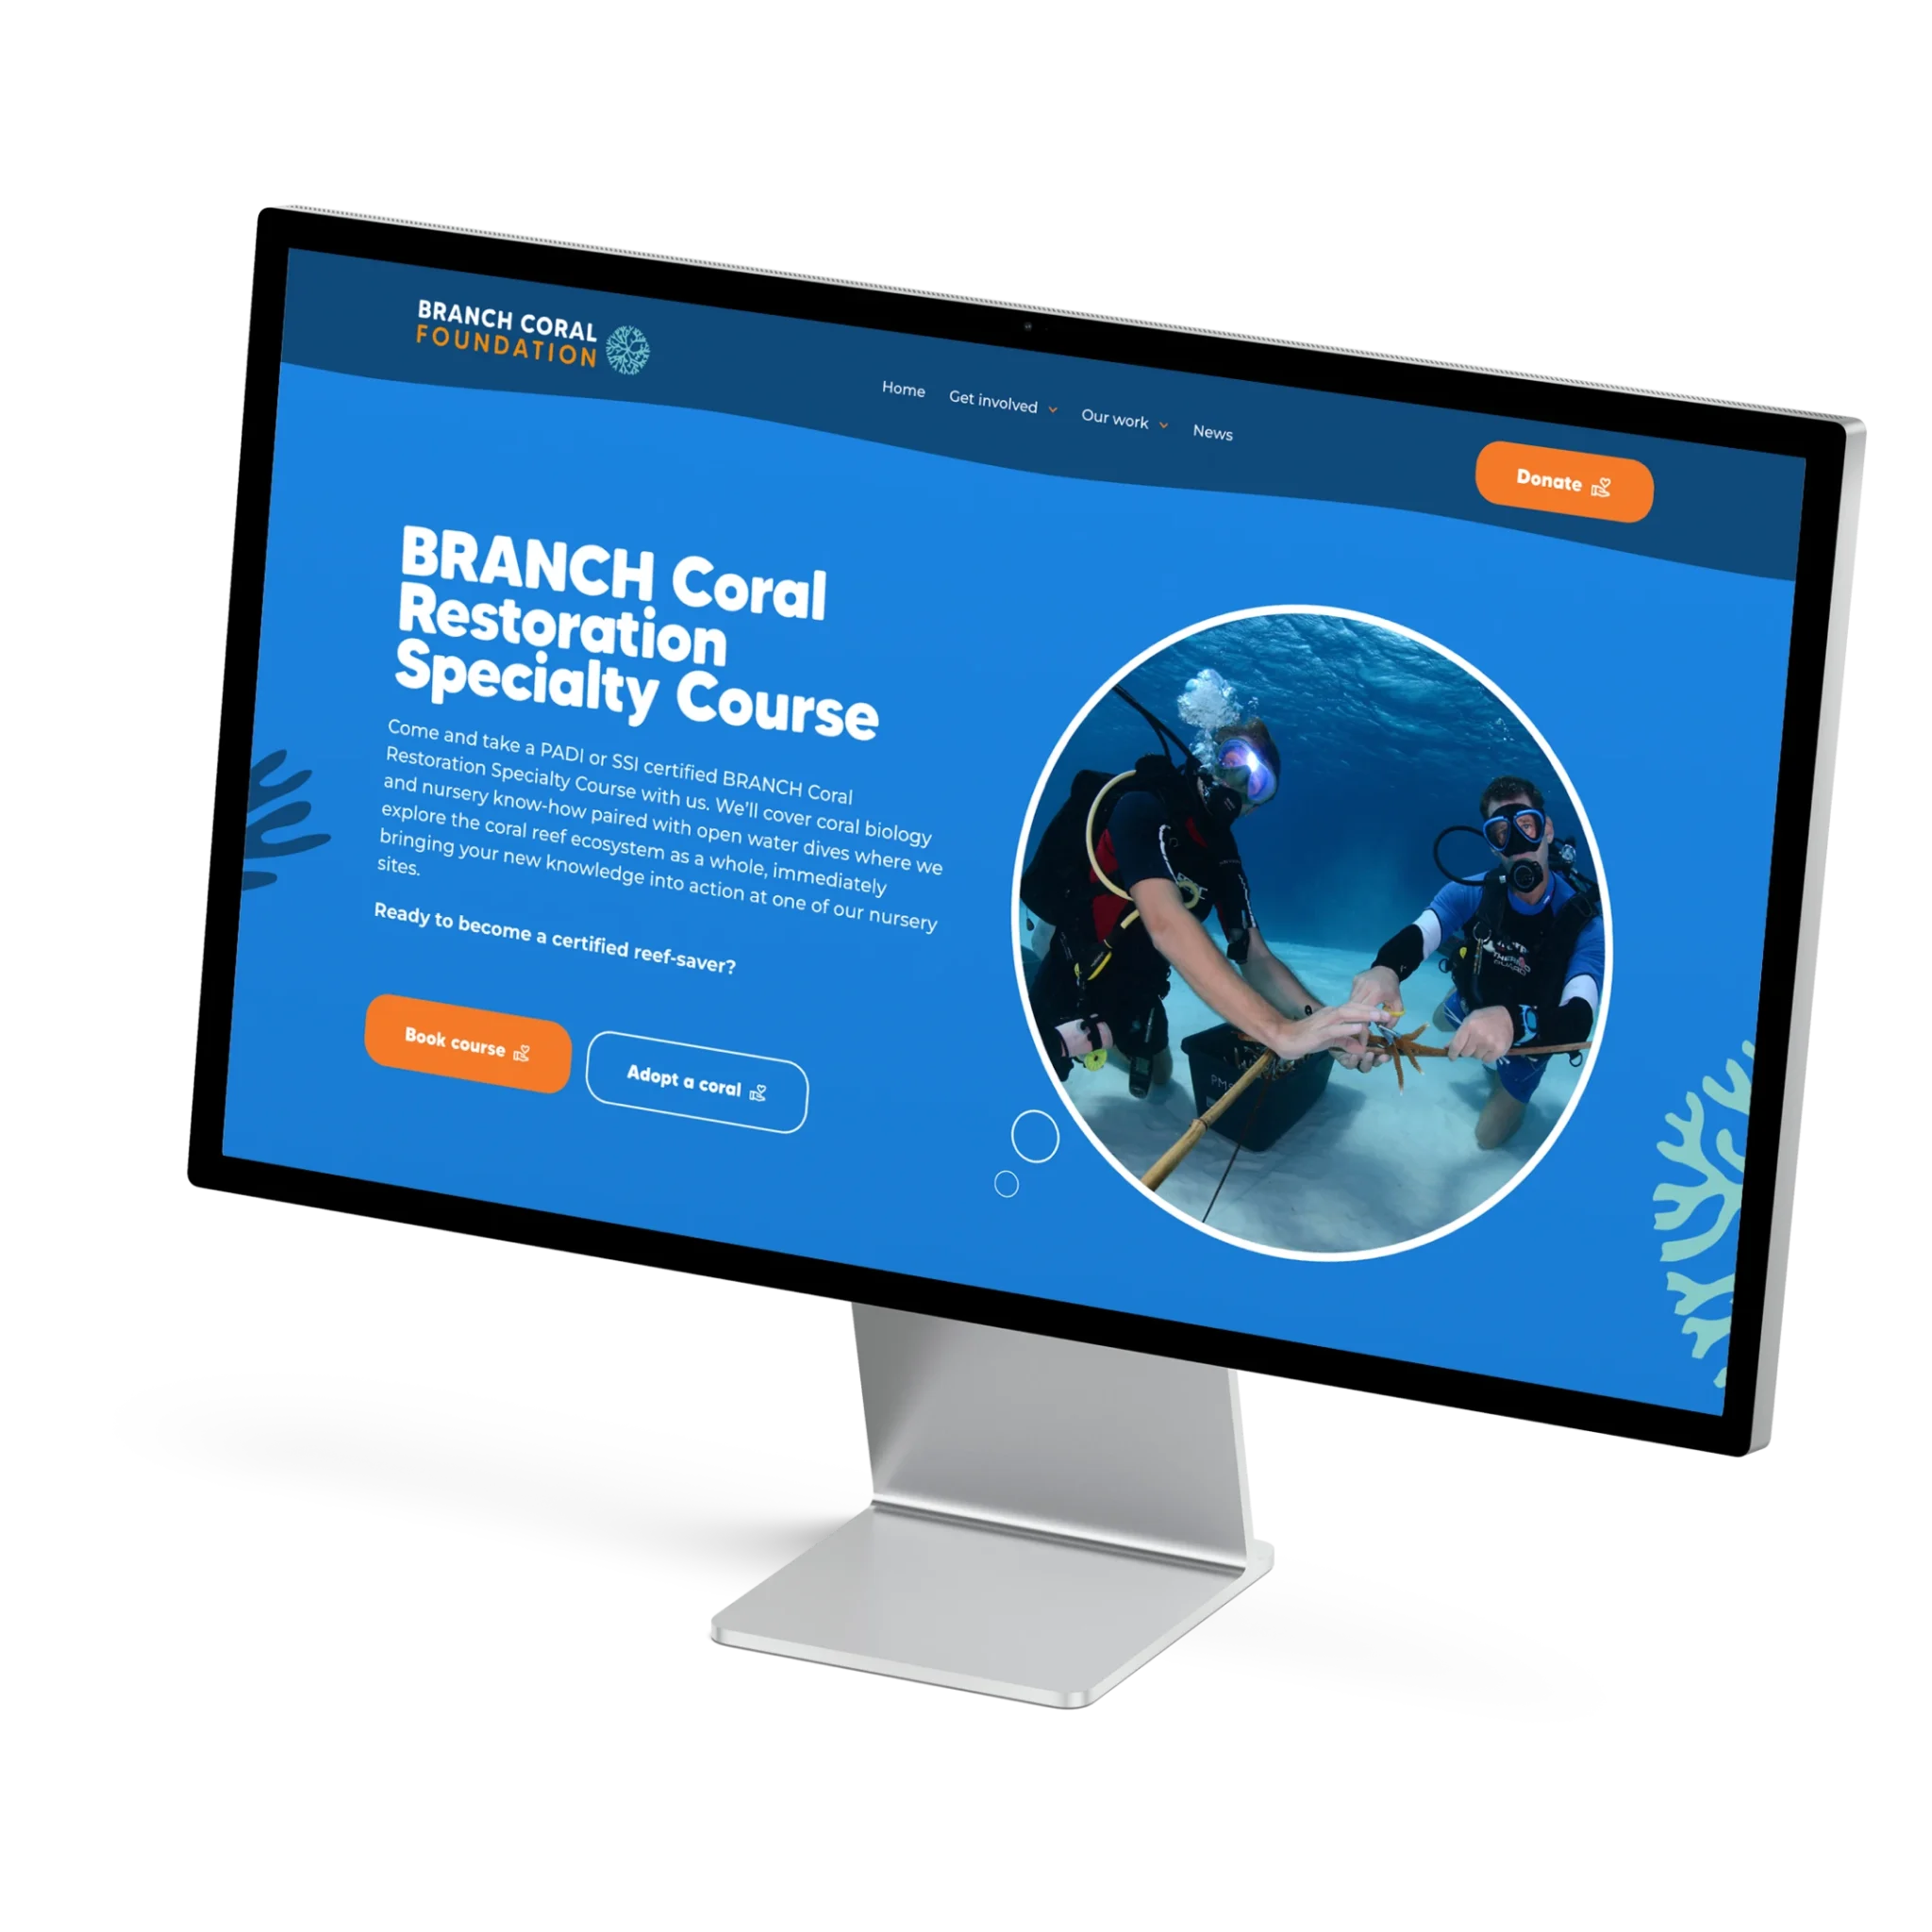 BRANCH CORAL
FOUNDATION
Home
Get involved
Our work
News
Donate
BRANCH Coral
Restoration
Specialty Course
Come and take a PADI or SSI certified BRANCH Coral
Restoration Specialty Course with us. We’ll cover coral biology
and nursery know-how paired with open water dives where we
explore the coral reef ecosystem as a whole, immediately
bringing your new knowledge into action at one of our nursery
sites.
Ready to become a certified reef-saver?
Book course
Adopt a coral